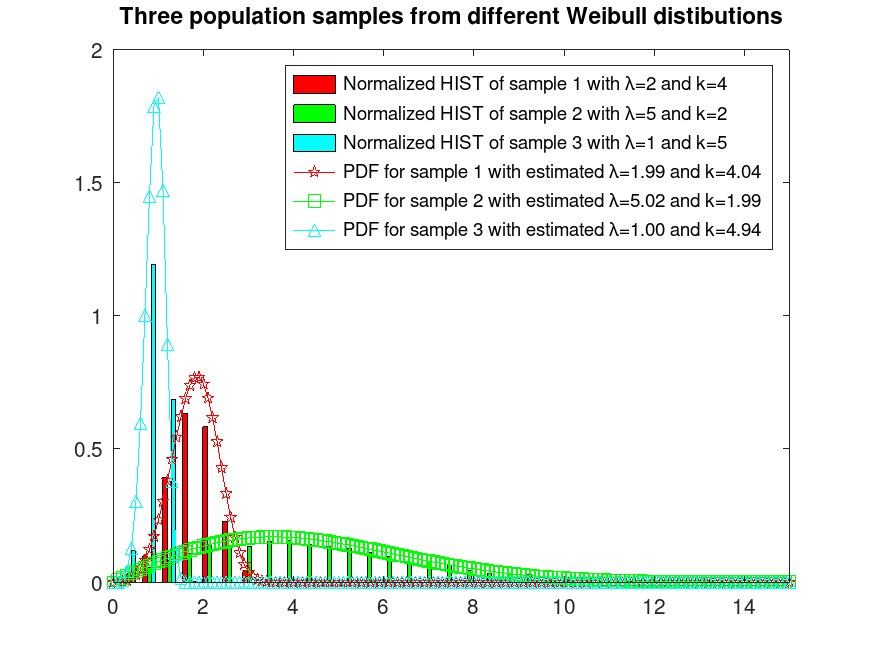 Three population samples from different Weibull distibutions
2
1.5
1
0.5
0
0 2 4 6 8 10 12 14
Normalized HIST of sample 1 with λ=2 and k=4
Normalized HIST of sample 2 with λ=5 and k=2
Normalized HIST of sample 3 with λ=1 and k=5
PDF for sample 1 with estimated λ=1.99 and k=4.04
PDF for sample 2 with estimated λ=5.02 and k=1.99
PDF for sample 3 with estimated λ=1.00 and k=4.94